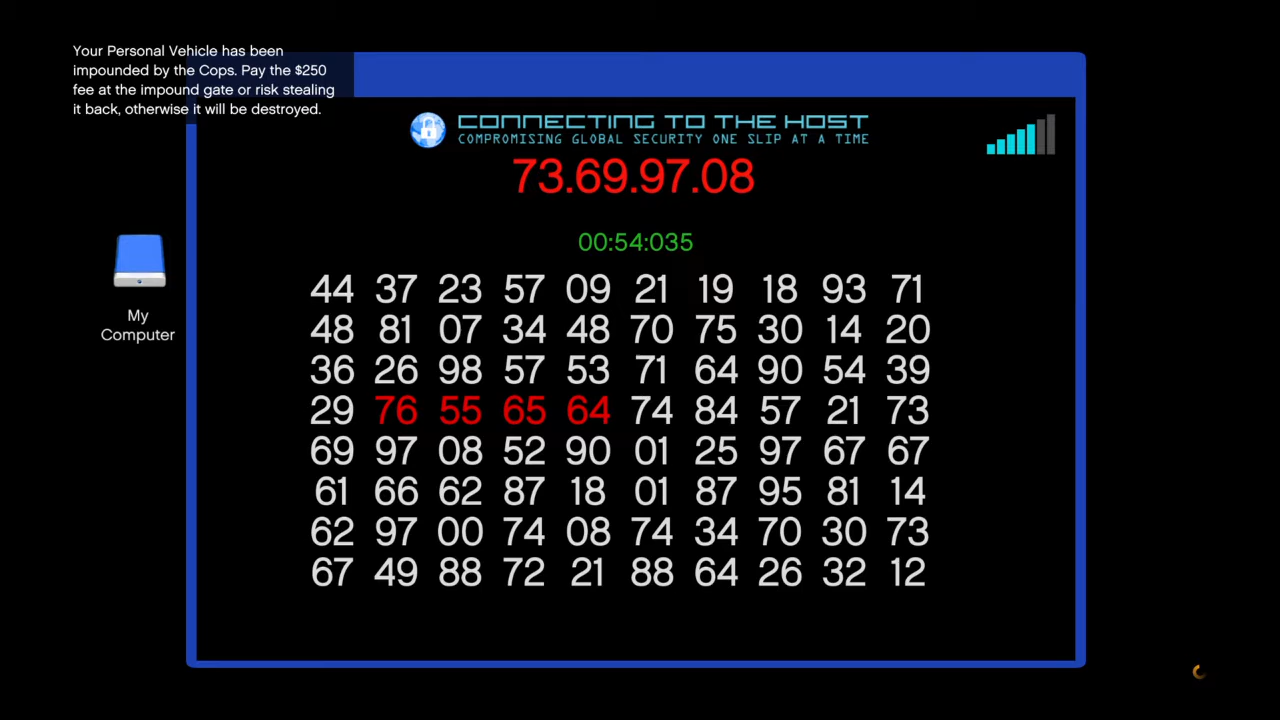 Your Personal Vehicle has been
impounded by the Cops. Pay the $250
fee at the impound gate or risk stealing
it back, otherwise it will be destroyed.
CONNECTING TO THE HOST
COMPROMISING GLOBAL SECURITY ONE SLIP AT A TIME
73.69.97.08
00:54:035
44 37 23 57 09 21 19 18 93 71
48 81 07 34 48 70 75 30 14 20
36 26 98 57 53 71 64 90 54 39
29 76 55 65 64 74 84 57 21 73
69 97 08 52 90 01 25 97 67 67
61 66 62 87 18 01 87 95 81 14
62 97 00 74 08 74 34 70 30 73
67 49 88 72 21 88 64 26 32 12
My
Computer